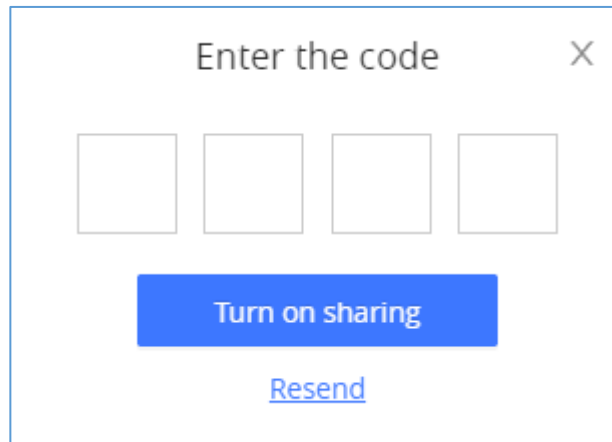 Enter the code X
Turn on sharing
Resend